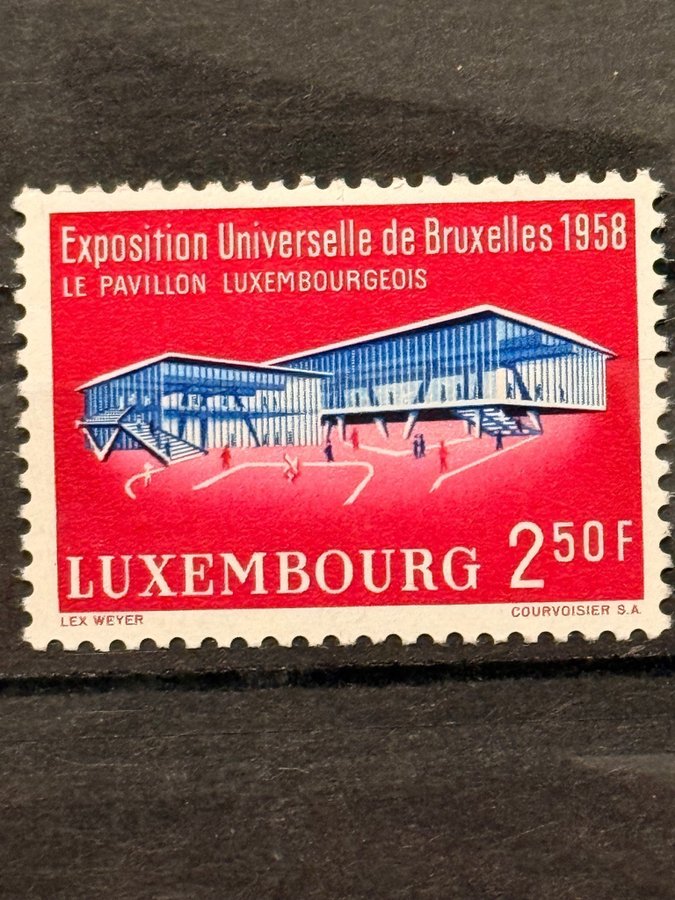 Exposition Universelle de Bruxelles 1958
LE PAVILLON LUXEMBOURGEOIS
LUXEMBOURG 2 50 F
LEX WEYER COURVOISIER S.A.